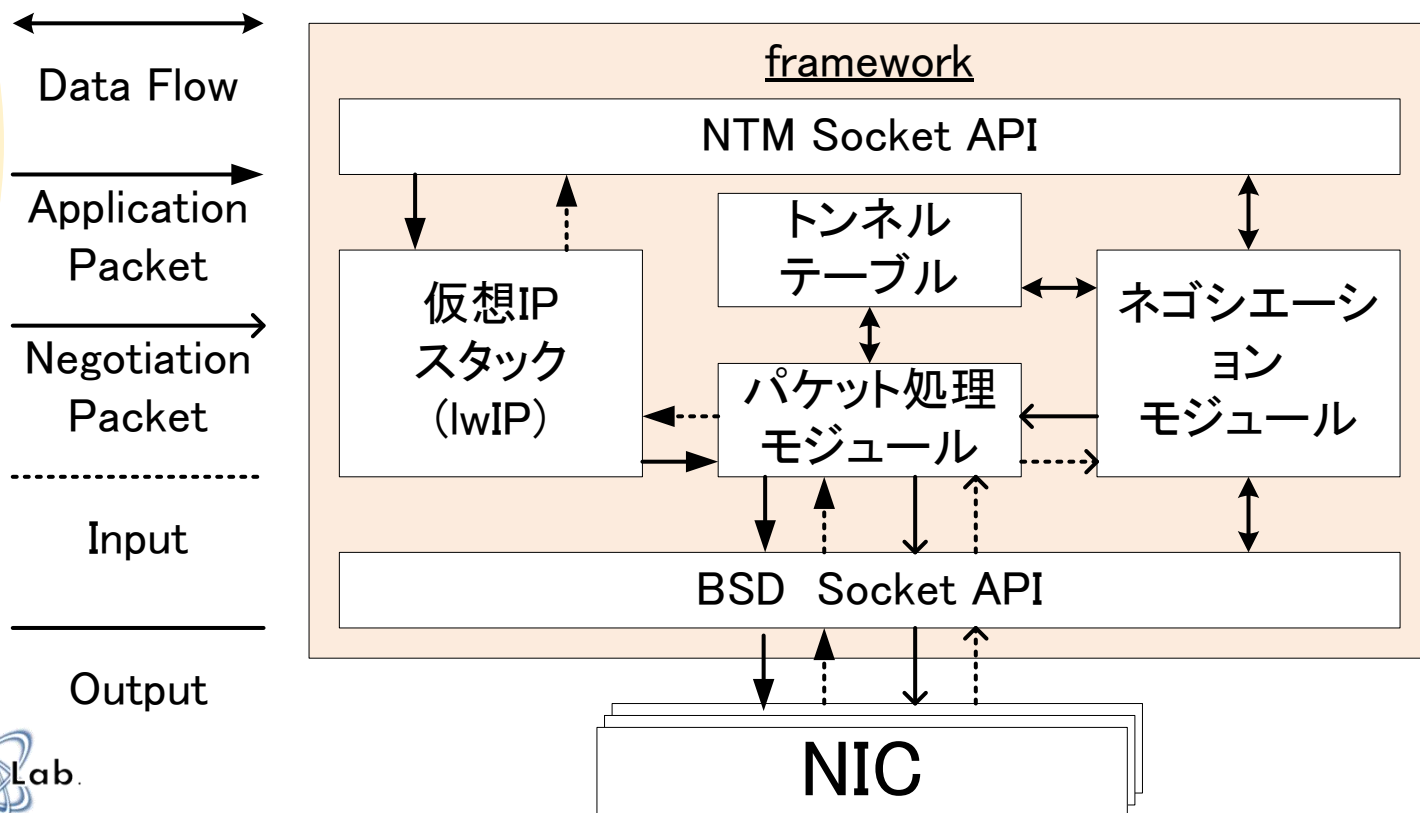 Data Flow
Application
Packet
Negotiation
Packet
Input
Output
Lab.
framework
NTM Socket API
トンネル
テーブル
仮想IP
スタック
(lwIP)
パケット処理
モジュール
ネゴシエーシ
ョン
モジュール
BSD Socket API
NIC